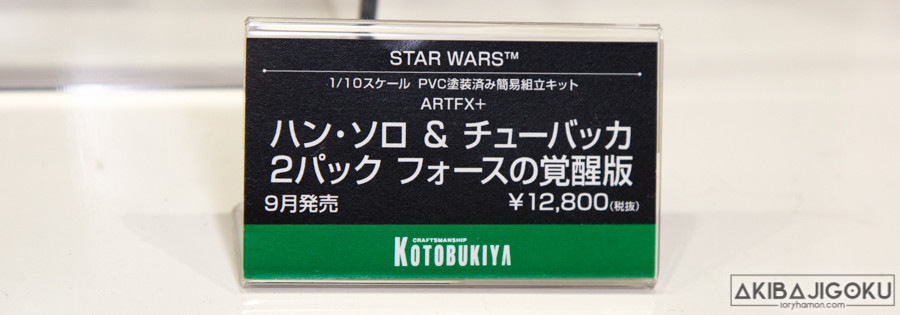 STAR WARS™
1/10スケール PVC塗装済み簡易組立キット
ARTFX+
ハン・ソロ & チューバッカ
2パック フォースの覚醒版
9月発売 ¥12,800(税抜)
CRAFTSMANSHIP
KOTOBUKIYA
AKIBAJIGOKU
loryhamon.com